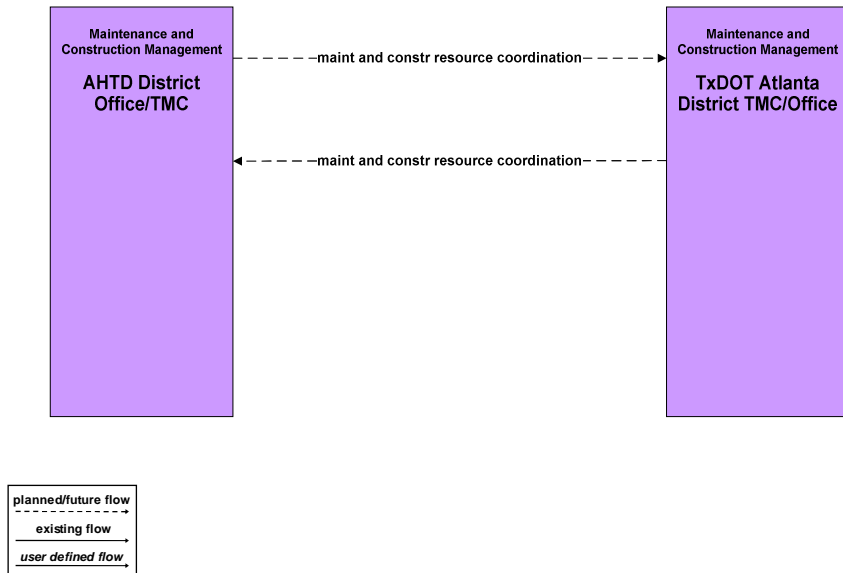 Maintenance and
Construction Management
AHTD District
Office/TMC
maint and constr resource coordination
maint and constr resource coordination
Maintenance and
Construction Management
TxDOT Atlanta
District TMC/Office
planned/future flow
existing flow
user defined flow